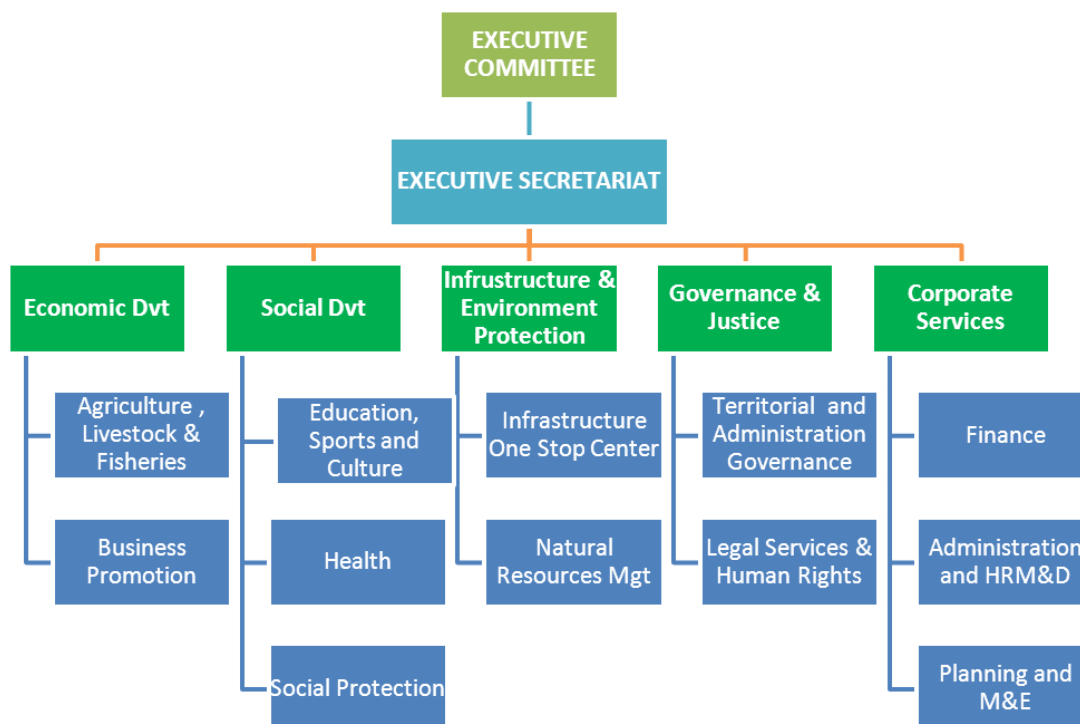 EXECUTIVE
COMMITTEE
EXECUTIVE SECRETARIAT
Economic Dvt
Social Dvt
Infrustructure &
Environment
Protection
Governance &
Justice
Corporate
Services
Agriculture ,
Livestock &
Fisheries
Business
Promotion
Education,
Sports and
Culture
Health
Social Protection
Infrastructure
One Stop Center
Natural
Resources Mgt
Territorial and
Administration
Governance
Legal Services &
Human Rights
Finance
Administration
and HRM&D
Planning and
M&E